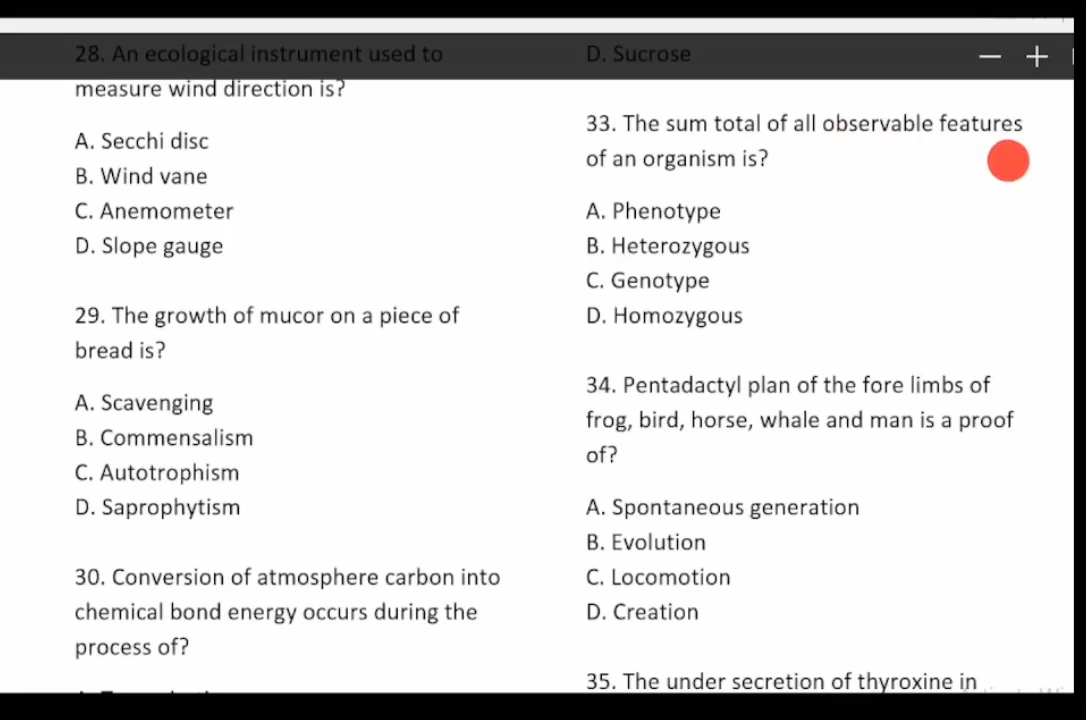 28. An ecological instrument used to
measure wind direction is?
A. Secchi disc
B. Wind vane
C. Anemometer
D. Slope gauge
29. The growth of mucor on a piece of
bread is?
A. Scavenging
B. Commensalism
C. Autotrophism
D. Saprophytism
30. Conversion of atmosphere carbon into
chemical bond energy occurs during the
process of?
D. Sucrose
33. The sum total of all observable features
of an organism is?
A. Phenotype
B. Heterozygous
C. Genotype
D. Homozygous
34. Pentadactyl plan of the fore limbs of
frog, bird, horse, whale and man is a proof
of?
A. Spontaneous generation
B. Evolution
C. Locomotion
D. Creation
35. The under secretion of thyroxine in